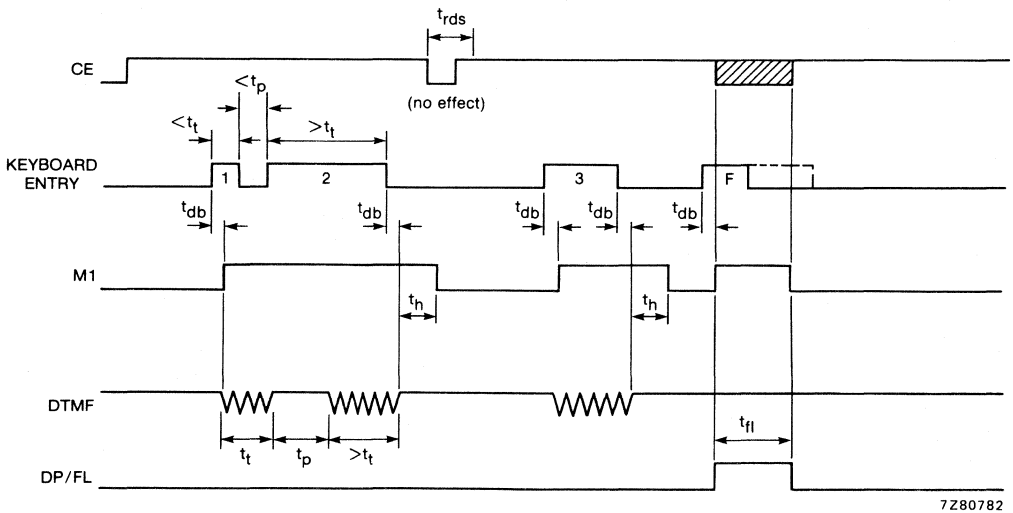 t_rds
CE
(no effect)
<t_p
<t_t
>t_t
KEYBOARD
ENTRY
1
2
3
F
t_db
t_db
t_db
t_db
t_db
M1
t_h
t_h
DTMF
t_t
t_p
>t_t
t_fl
DP/FL
7Z80782